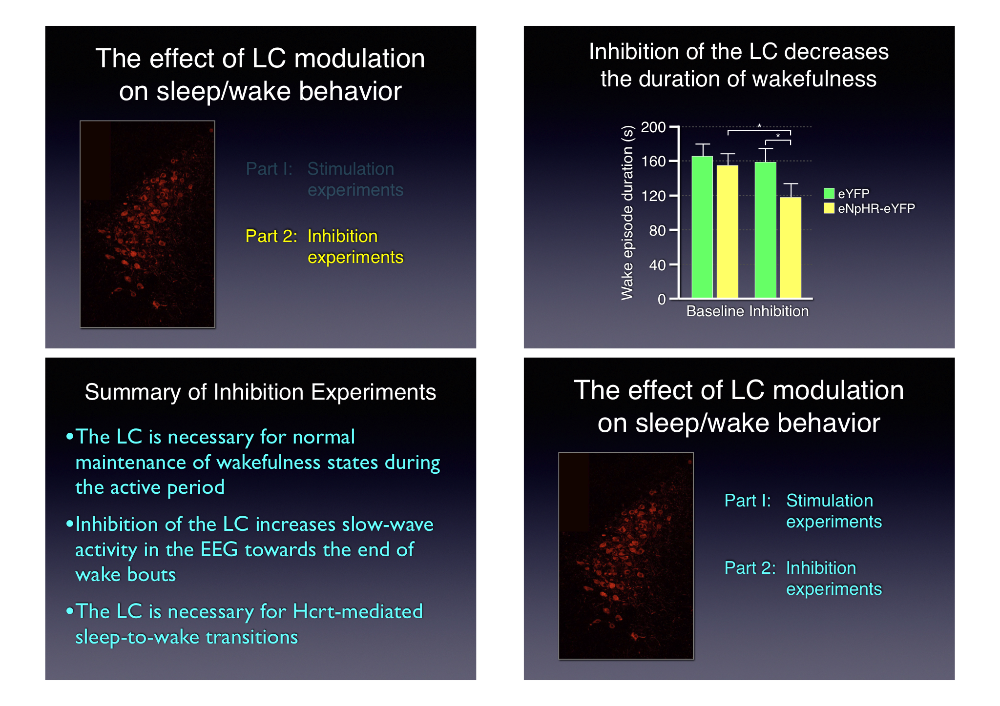 The effect of LC modulation
on sleep/wake behavior
Part I: Stimulation
experiments
Part 2: Inhibition
experiments
Inhibition of the LC decreases
the duration of wakefulness
Wake episode duration (s)
200
160
120
80
40
0
*
*
Baseline Inhibition
eYFP
eNpHR-eYFP
Summary of Inhibition Experiments
•The LC is necessary for normal
maintenance of wakefulness states during
the active period
•Inhibition of the LC increases slow-wave
activity in the EEG towards the end of
wake bouts
•The LC is necessary for Hcrt-mediated
sleep-to-wake transitions
The effect of LC modulation
on sleep/wake behavior
Part I: Stimulation
experiments
Part 2: Inhibition
experiments